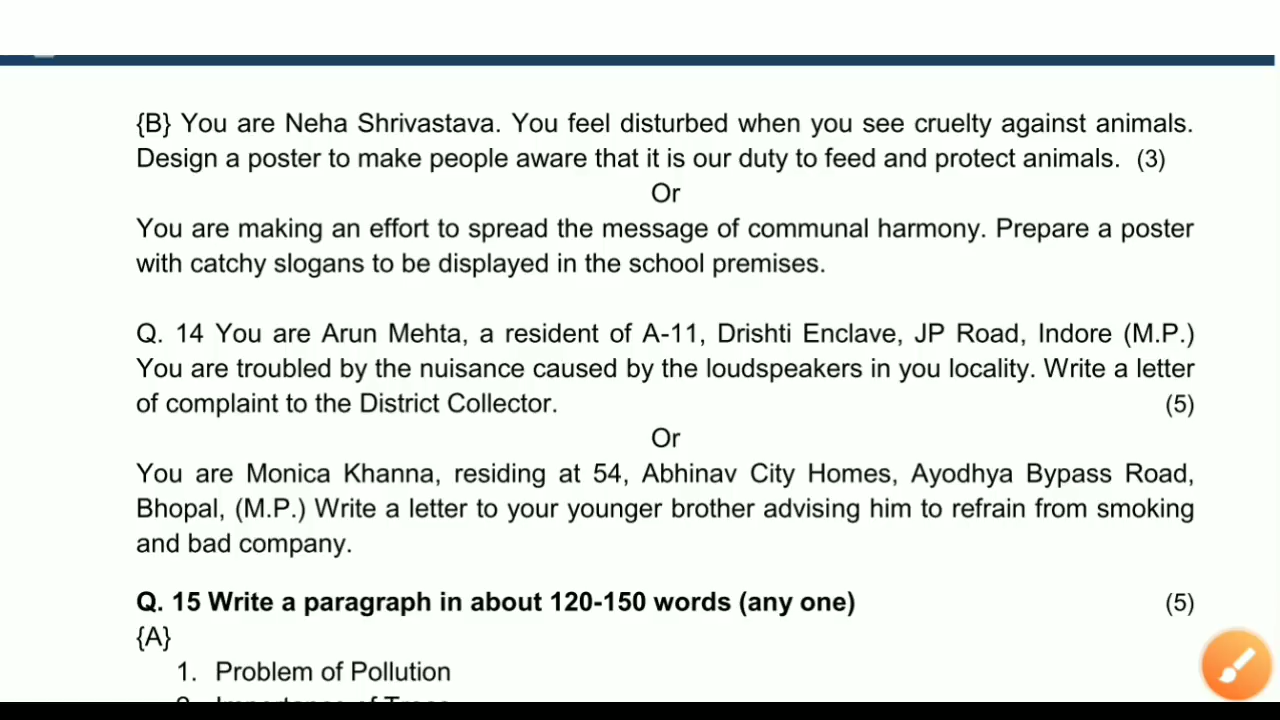 {B} You are Neha Shrivastava. You feel disturbed when you see cruelty against animals.
Design a poster to make people aware that it is our duty to feed and protect animals. (3)
Or
You are making an effort to spread the message of communal harmony. Prepare a poster
with catchy slogans to be displayed in the school premises.
Q. 14 You are Arun Mehta, a resident of A-11, Drishti Enclave, JP Road, Indore (M.P.)
You are troubled by the nuisance caused by the loudspeakers in you locality. Write a letter
of complaint to the District Collector. (5)
Or
You are Monica Khanna, residing at 54, Abhinav City Homes, Ayodhya Bypass Road,
Bhopal, (M.P.) Write a letter to your younger brother advising him to refrain from smoking
and bad company.
Q. 15 Write a paragraph in about 120-150 words (any one) (5)
{A}
1. Problem of Pollution
2. Importance of Trees